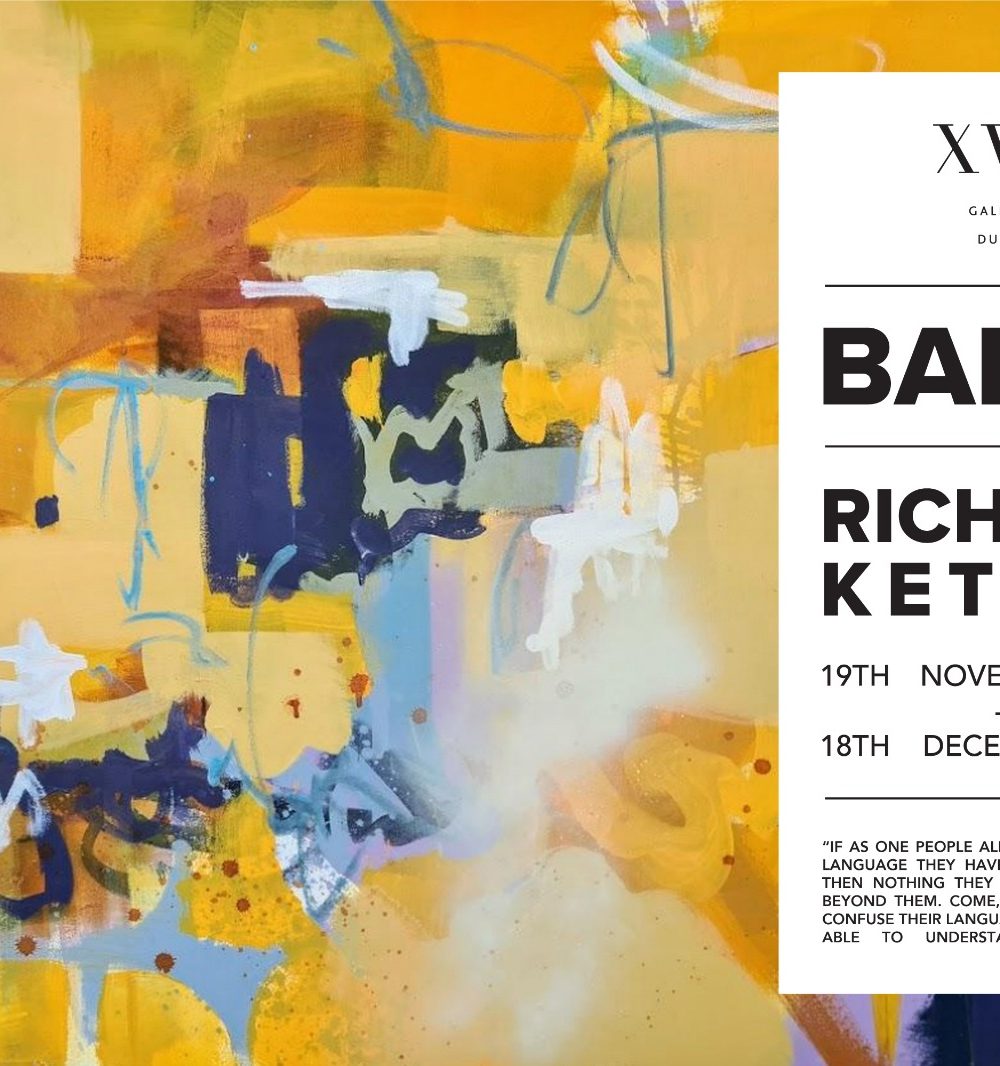 XV
GAL
DU
BA
RICH
KET
19TH NOVE
-
18TH DECE
“IF AS ONE PEOPLE AL
LANGUAGE THEY HAVE
THEN NOTHING THEY
BEYOND THEM. COME,
CONFUSE THEIR LANGU
ABLE TO UNDERSTA